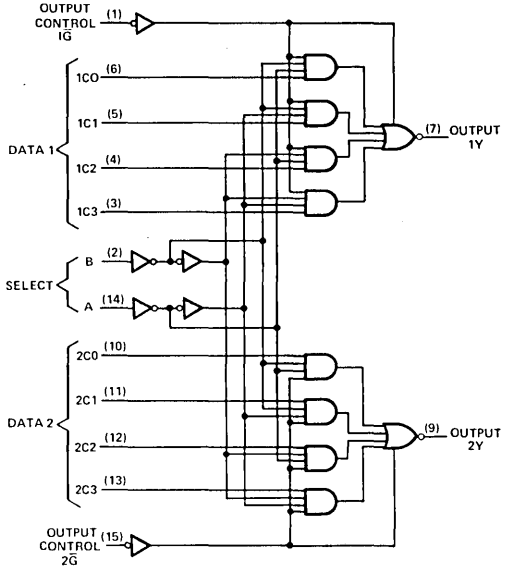 OUTPUT
CONTROL (1)
1G̅
1C0 (6)
1C1 (5)
DATA 1
1C2 (4)
1C3 (3)
(7) OUTPUT
1Y
B (2)
SELECT
A (14)
2C0 (10)
2C1 (11)
DATA 2
2C2 (12)
2C3 (13)
(9) OUTPUT
2Y
OUTPUT
CONTROL (15)
2G̅